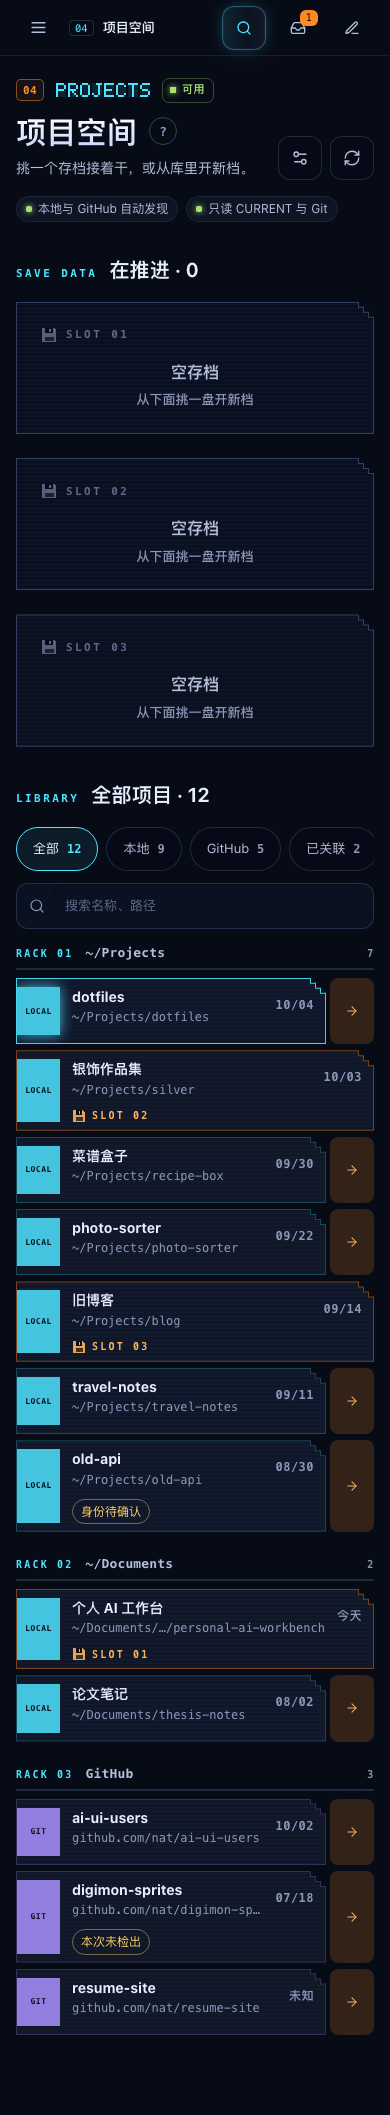 04 项目空间 1
04 PROJECTS 可用
项目空间 ?
挑一个存档接着干，或从库里开新档。
本地与 GitHub 自动发现 只读 CURRENT 与 Git
SAVE DATA 在推进 · 0
SLOT 01
空存档
从下面挑一盘开新档
SLOT 02
空存档
从下面挑一盘开新档
SLOT 03
空存档
从下面挑一盘开新档
LIBRARY 全部项目 · 12
全部 12 本地 9 GitHub 5 已关联 2
搜索名称、路径
RACK 01 ~/Projects 7
LOCAL
dotfiles 10/04
~/Projects/dotfiles
LOCAL
银饰作品集 10/03
~/Projects/silver
SLOT 02
LOCAL
菜谱盒子 09/30
~/Projects/recipe-box
LOCAL
photo-sorter 09/22
~/Projects/photo-sorter
LOCAL
旧博客 09/14
~/Projects/blog
SLOT 03
LOCAL
travel-notes 09/11
~/Projects/travel-notes
LOCAL
old-api 08/30
~/Projects/old-api
身份待确认
RACK 02 ~/Documents 2
LOCAL
个人 AI 工作台 今天
~/Documents/…/personal-ai-workbench
SLOT 01
LOCAL
论文笔记 08/02
~/Documents/thesis-notes
RACK 03 GitHub 3
GIT
ai-ui-users 10/02
github.com/nat/ai-ui-users
GIT
digimon-sprites 07/18
github.com/nat/digimon-sp…
本次未检出
GIT
resume-site 未知
github.com/nat/resume-site